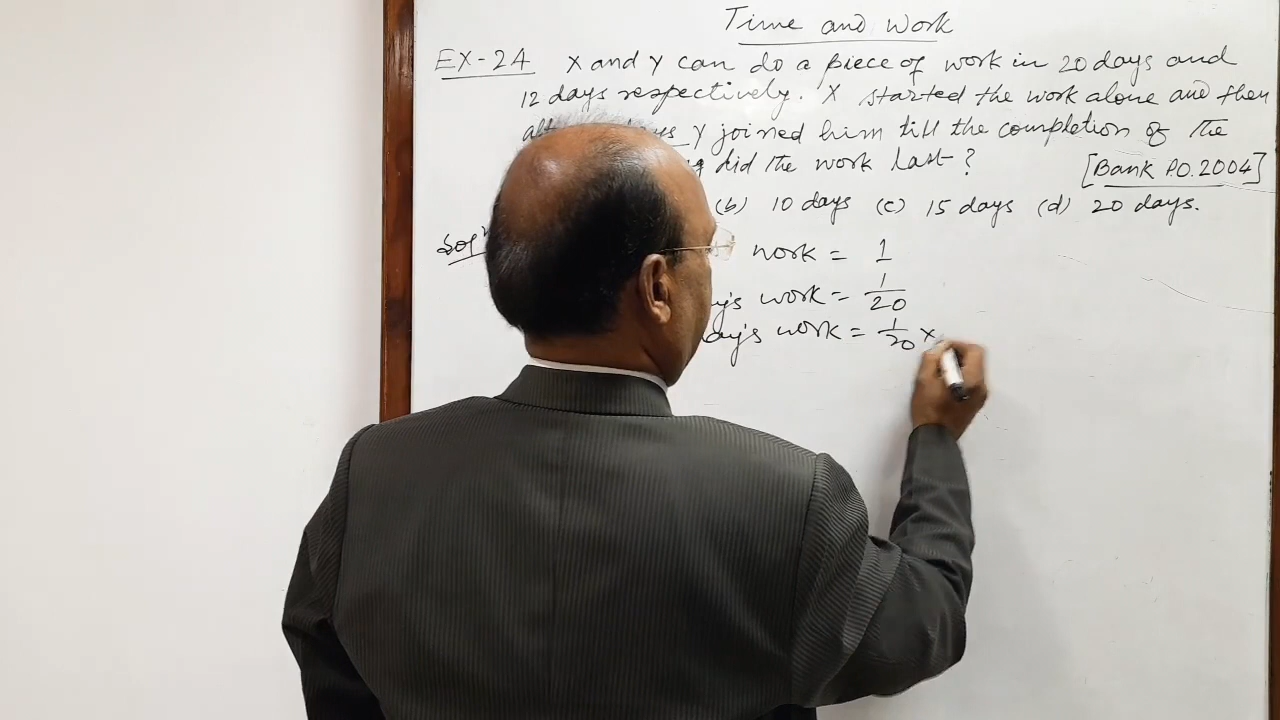 Time and Work
EX-24 X and Y can do a piece of work in 20 days and
12 days respectively. X started the work alone and then
Y joined him till the completion of the
did the work last?
[Bank P.O. 2004]
(b) 10 days (c) 15 days (d) 20 days.
work = 1
work = 1/20
work = 1/20 ×